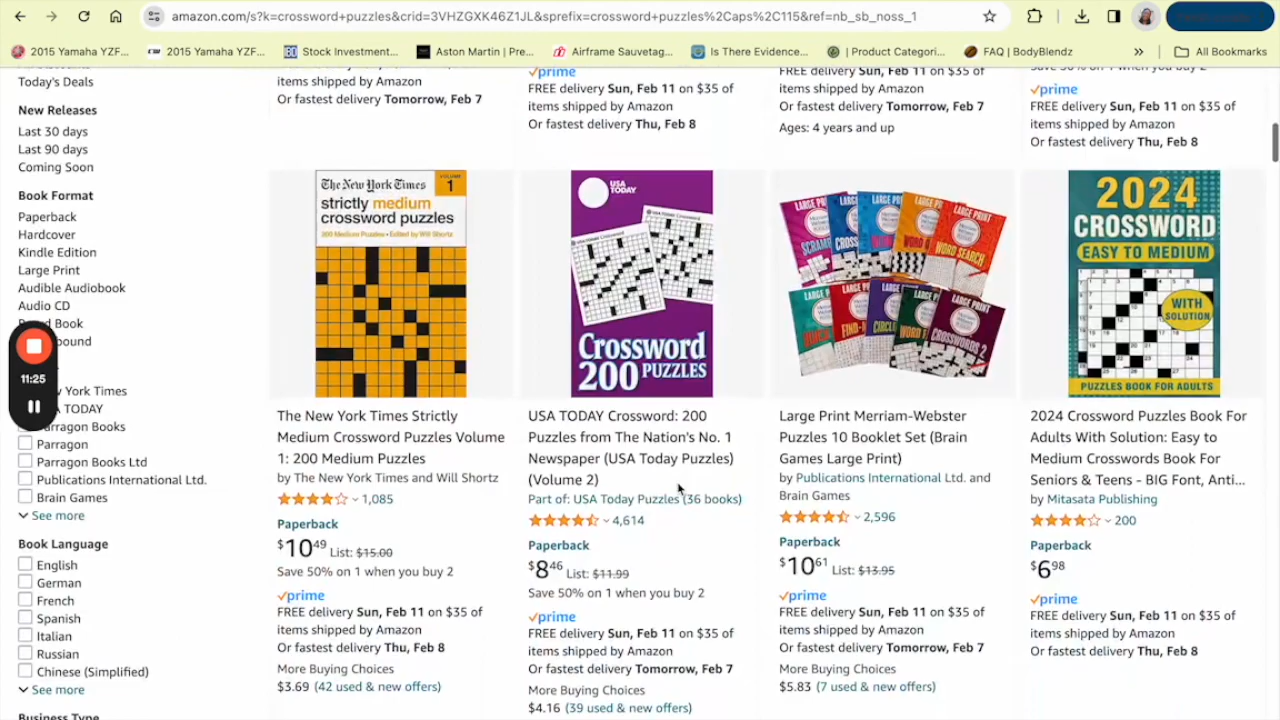 amazon.com/s?k=crossword+puzzles&crid=3VHZGXK46Z1JL&sprefix=crossword+puzzles%2Caps%2C115&ref=nb_sb_noss_1
2015 Yamaha YZF...
2015 Yamaha YZF...
Stock Investment...
Aston Martin | Pre...
Airframe Sauvetag...
Is There Evidence...
| Product Categori...
FAQ | BodyBlendz
»
All Bookmarks
Today's Deals
New Releases
Last 30 days
Last 90 days
Coming Soon
Book Format
Paperback
Hardcover
Kindle Edition
Large Print
Audible Audiobook
Audio CD
Book
ound
11:25
w York Times
A TODAY
rragon Books
Parragon
Parragon Books Ltd
Publications International Ltd.
Brain Games
See more
Book Language
English
German
French
Spanish
Italian
Russian
Chinese (Simplified)
See more
Business Type
items shipped by Amazon
Or fastest delivery Tomorrow, Feb 7
prime
FREE delivery Sun, Feb 11 on $35 of
items shipped by Amazon
Or fastest delivery Thu, Feb 8
FREE delivery Sun, Feb 11 on $35 of
items shipped by Amazon
Or fastest delivery Tomorrow, Feb 7
Ages: 4 years and up
Save 50% on 1 when you buy 2
prime
FREE delivery Sun, Feb 11 on $35 of
items shipped by Amazon
Or fastest delivery Thu, Feb 8
The New York Times
VOLUME
1
strictly medium
crossword puzzles
200 Medium Puzzles • Edited by Will Shortz
The New York Times Strictly
Medium Crossword Puzzles Volume
1: 200 Medium Puzzles
by The New York Times and Will Shortz
1,085
Paperback
$10.49 List: $15.00
Save 50% on 1 when you buy 2
prime
FREE delivery Sun, Feb 11 on $35 of
items shipped by Amazon
Or fastest delivery Thu, Feb 8
More Buying Choices
$3.69 (42 used & new offers)
USA
TODAY
Crossword
200 PUZZLES
USA TODAY Crossword: 200
Puzzles from The Nation's No. 1
Newspaper (USA Today Puzzles)
(Volume 2)
Part of: USA Today Puzzles (36 books)
4,614
Paperback
$8.46 List: $11.99
Save 50% on 1 when you buy 2
prime
FREE delivery Sun, Feb 11 on $35 of
items shipped by Amazon
Or fastest delivery Tomorrow, Feb 7
More Buying Choices
$4.16 (39 used & new offers)
LARGE PRINT
WORD SEARCH
LARGE PRINT
CROSSWORDS 2
Large Print Merriam-Webster
Puzzles 10 Booklet Set (Brain
Games Large Print)
by Publications International Ltd. and
Brain Games
2,596
Paperback
$10.61 List: $13.95
prime
FREE delivery Sun, Feb 11 on $35 of
items shipped by Amazon
Or fastest delivery Tomorrow, Feb 7
More Buying Choices
$5.83 (7 used & new offers)
2024
CROSSWORD
EASY TO MEDIUM
WITH
SOLUTION
PUZZLES BOOK FOR ADULTS
2024 Crossword Puzzles Book For
Adults With Solution: Easy to
Medium Crosswords Book For
Seniors & Teens - BIG Font, Anti...
by Mitasata Publishing
200
Paperback
$6.98
prime
FREE delivery Sun, Feb 11 on $35 of
items shipped by Amazon
Or fastest delivery Thu, Feb 8